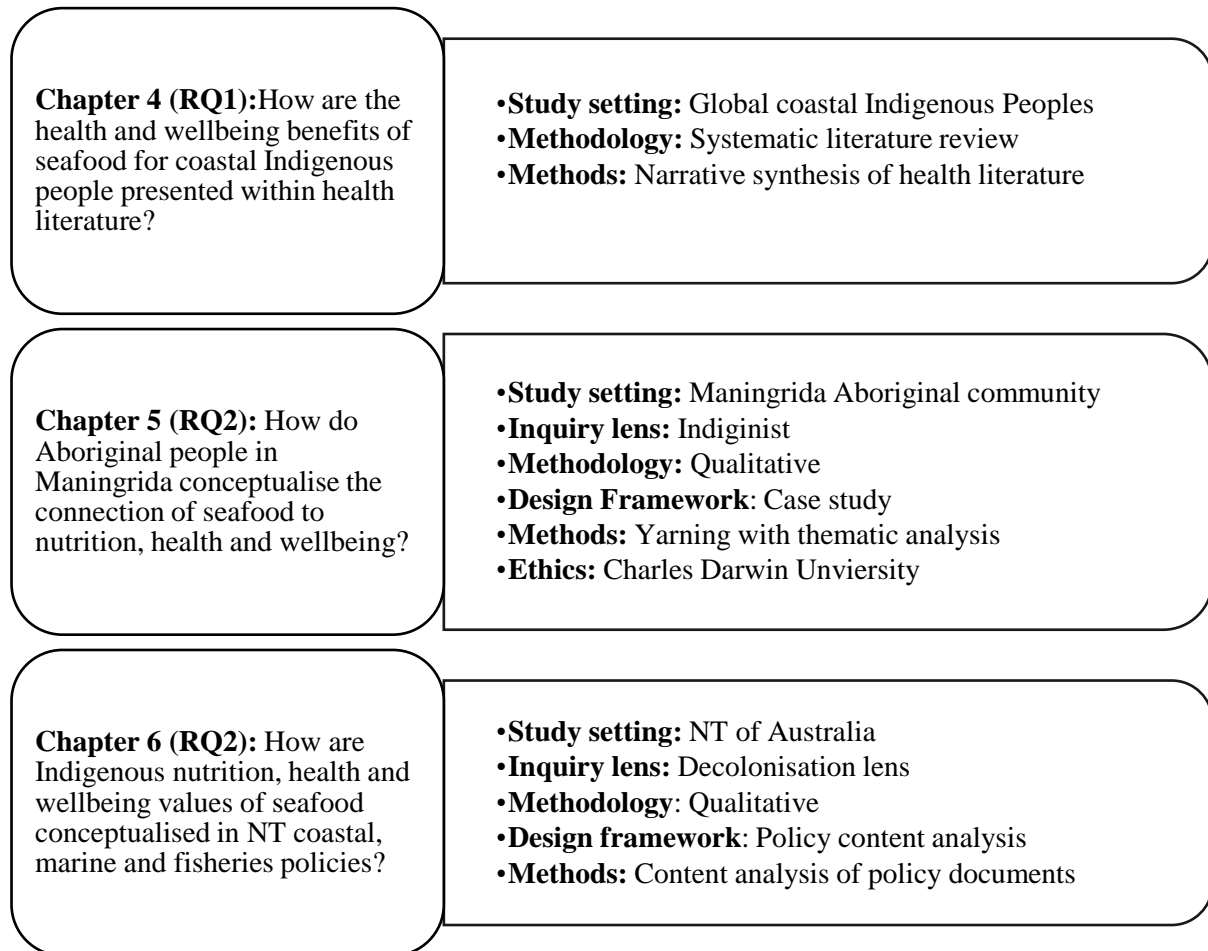 Chapter 4 (RQ1):How are the
health and wellbeing benefits of
seafood for coastal Indigenous
people presented within health
literature?
•Study setting: Global coastal Indigenous Peoples
•Methodology: Systematic literature review
•Methods: Narrative synthesis of health literature
Chapter 5 (RQ2): How do
Aboriginal people in
Maningrida conceptualise the
connection of seafood to
nutrition, health and wellbeing?
•Study setting: Maningrida Aboriginal community
•Inquiry lens: Indiginist
•Methodology: Qualitative
•Design Framework: Case study
•Methods: Yarning with thematic analysis
•Ethics: Charles Darwin Unviersity
Chapter 6 (RQ2): How are
Indigenous nutrition, health and
wellbeing values of seafood
conceptualised in NT coastal,
marine and fisheries policies?
•Study setting: NT of Australia
•Inquiry lens: Decolonisation lens
•Methodology: Qualitative
•Design framework: Policy content analysis
•Methods: Content analysis of policy documents